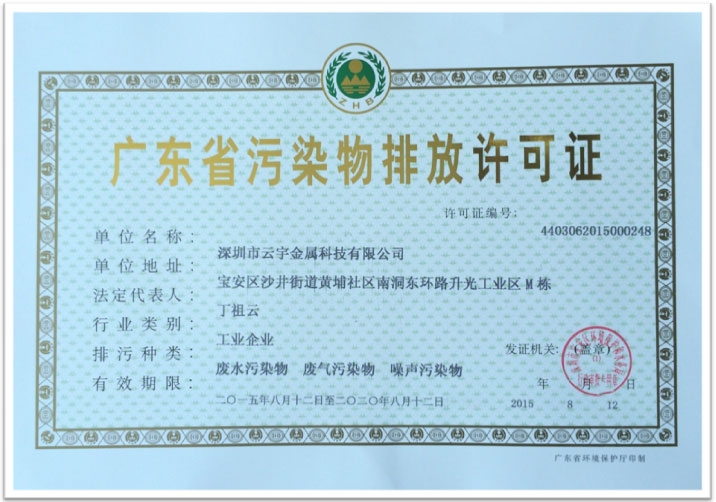 ZHB
广东省污染物排放许可证
许可证编号:
4403062015000248
单位名称: 深圳市云宇金属科技有限公司
单位地址: 宝安区沙井街道黄埔社区南洞东环路升光工业区M栋
法定代表人: 丁祖云
行业类别: 工业企业
排污种类: 废水污染物 废气污染物 噪声污染物
有效期限: 二〇一五年八月十二日至二〇二〇年八月十二日
发证机关: (盖章)
年 月 日
2015 8 12
广东省环境保护厅印制